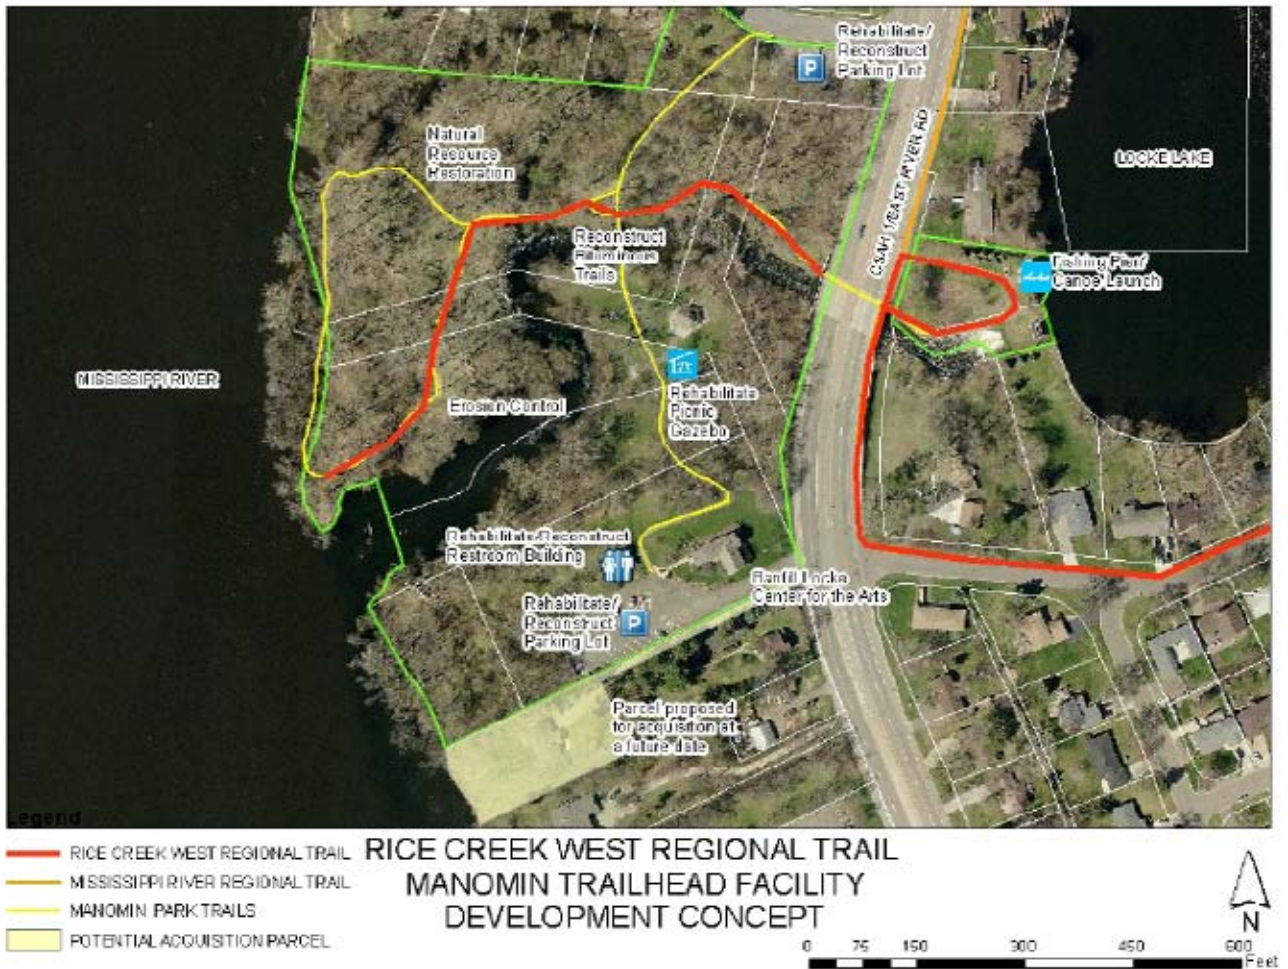 Rehabilitate/
Reconstruct
Parking Lot
P
Natural
Resource
Restoration
LOCKE LAKE
CSAH 1/EAST RIVER RD
Reconstruct
Bituminous
Trails
Fishing Pier/
Canoe Launch
MISSISSIPPI RIVER
Erosion Control
Rehabilitate
Picnic
Gazebo
Rehabilitate/Reconstruct
Restroom Building
Banfill Locke
Center for the Arts
Rehabilitate/
Reconstruct
Parking Lot
P
Parcel proposed
for acquisition at
a future date
Legend
RICE CREEK WEST REGIONAL TRAIL
MISSISSIPPI RIVER REGIONAL TRAIL
MANOMIN PARK TRAILS
POTENTIAL ACQUISITION PARCEL
RICE CREEK WEST REGIONAL TRAIL
MANOMIN TRAILHEAD FACILITY
DEVELOPMENT CONCEPT
N
0 75 150 300 450 600
Feet